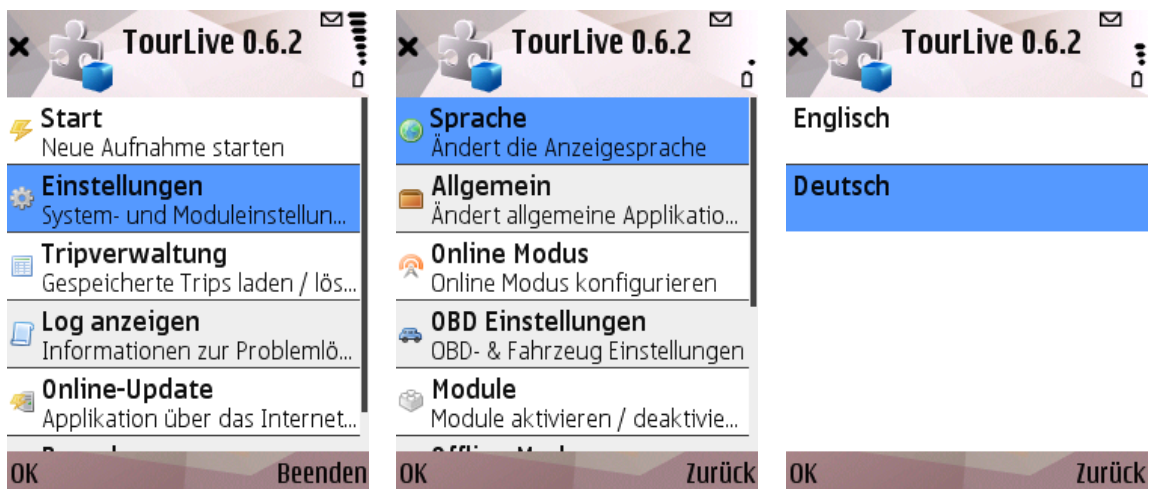 TourLive 0.6.2
Start
Neue Aufnahme starten
Einstellungen
System- und Moduleinstellun...
Tripverwaltung
Gespeicherte Trips laden / lös...
Log anzeigen
Informationen zur Problemlö...
Online-Update
Applikation über das Internet...
OK Beenden
TourLive 0.6.2
Sprache
Ändert die Anzeigesprache
Allgemein
Ändert allgemeine Applikatio...
Online Modus
Online Modus konfigurieren
OBD Einstellungen
OBD- & Fahrzeug Einstellungen
Module
Module aktivieren / deaktivie...
OK Zurück
TourLive 0.6.2
Englisch
Deutsch
OK Zurück